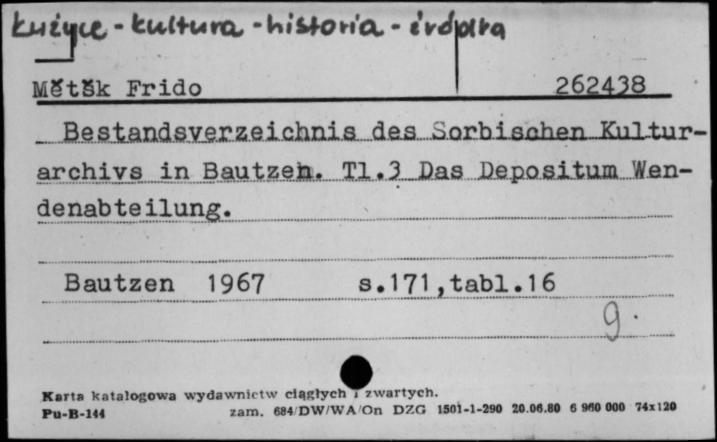 Łużyce - kultura - historia - źródła
Mětšk Frido 262438
Bestandsverzeichnis des Sorbischen Kultur-
archivs in Bautzen. Tl.3 Das Depositum Wen-
denabteilung.
Bautzen 1967 s.171,tabl.16
g.
Karta katalogowa wydawnictw ciągłych i zwartych.
Pu-B-144 zam. 684/DW/WA/On DZG 1501-1-290 20.06.80 6 960 000 74x120